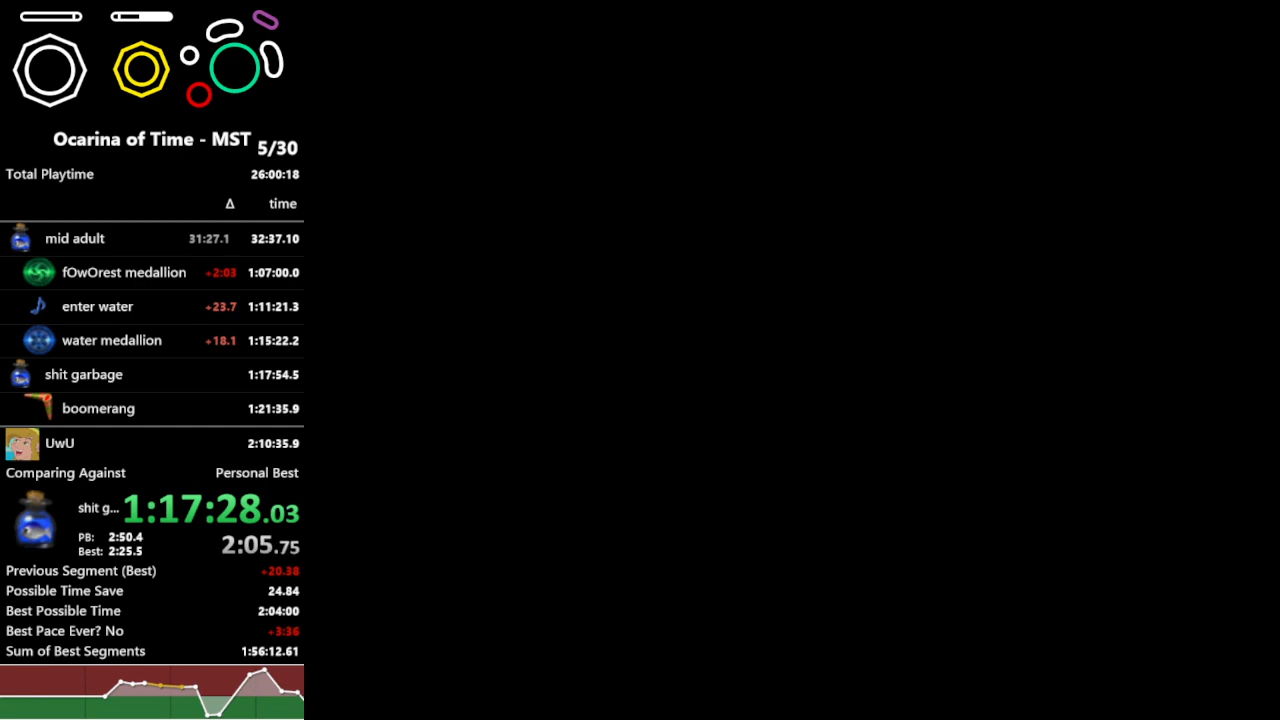 Ocarina of Time - MST
5/30
Total Playtime 26:00:18
Δ time
mid adult 31:27.1 32:37.10
fOwOrest medallion +2:03 1:07:00.0
enter water +23.7 1:11:21.3
water medallion +18.1 1:15:22.2
shit garbage 1:17:54.5
boomerang 1:21:35.9
UwU 2:10:35.9
Comparing Against Personal Best
shit g... 1:17:28.03
PB: 2:50.4
Best: 2:25.5
2:05.75
Previous Segment (Best) +20.38
Possible Time Save 24.84
Best Possible Time 2:04:00
Best Pace Ever? No +3:36
Sum of Best Segments 1:56:12.61